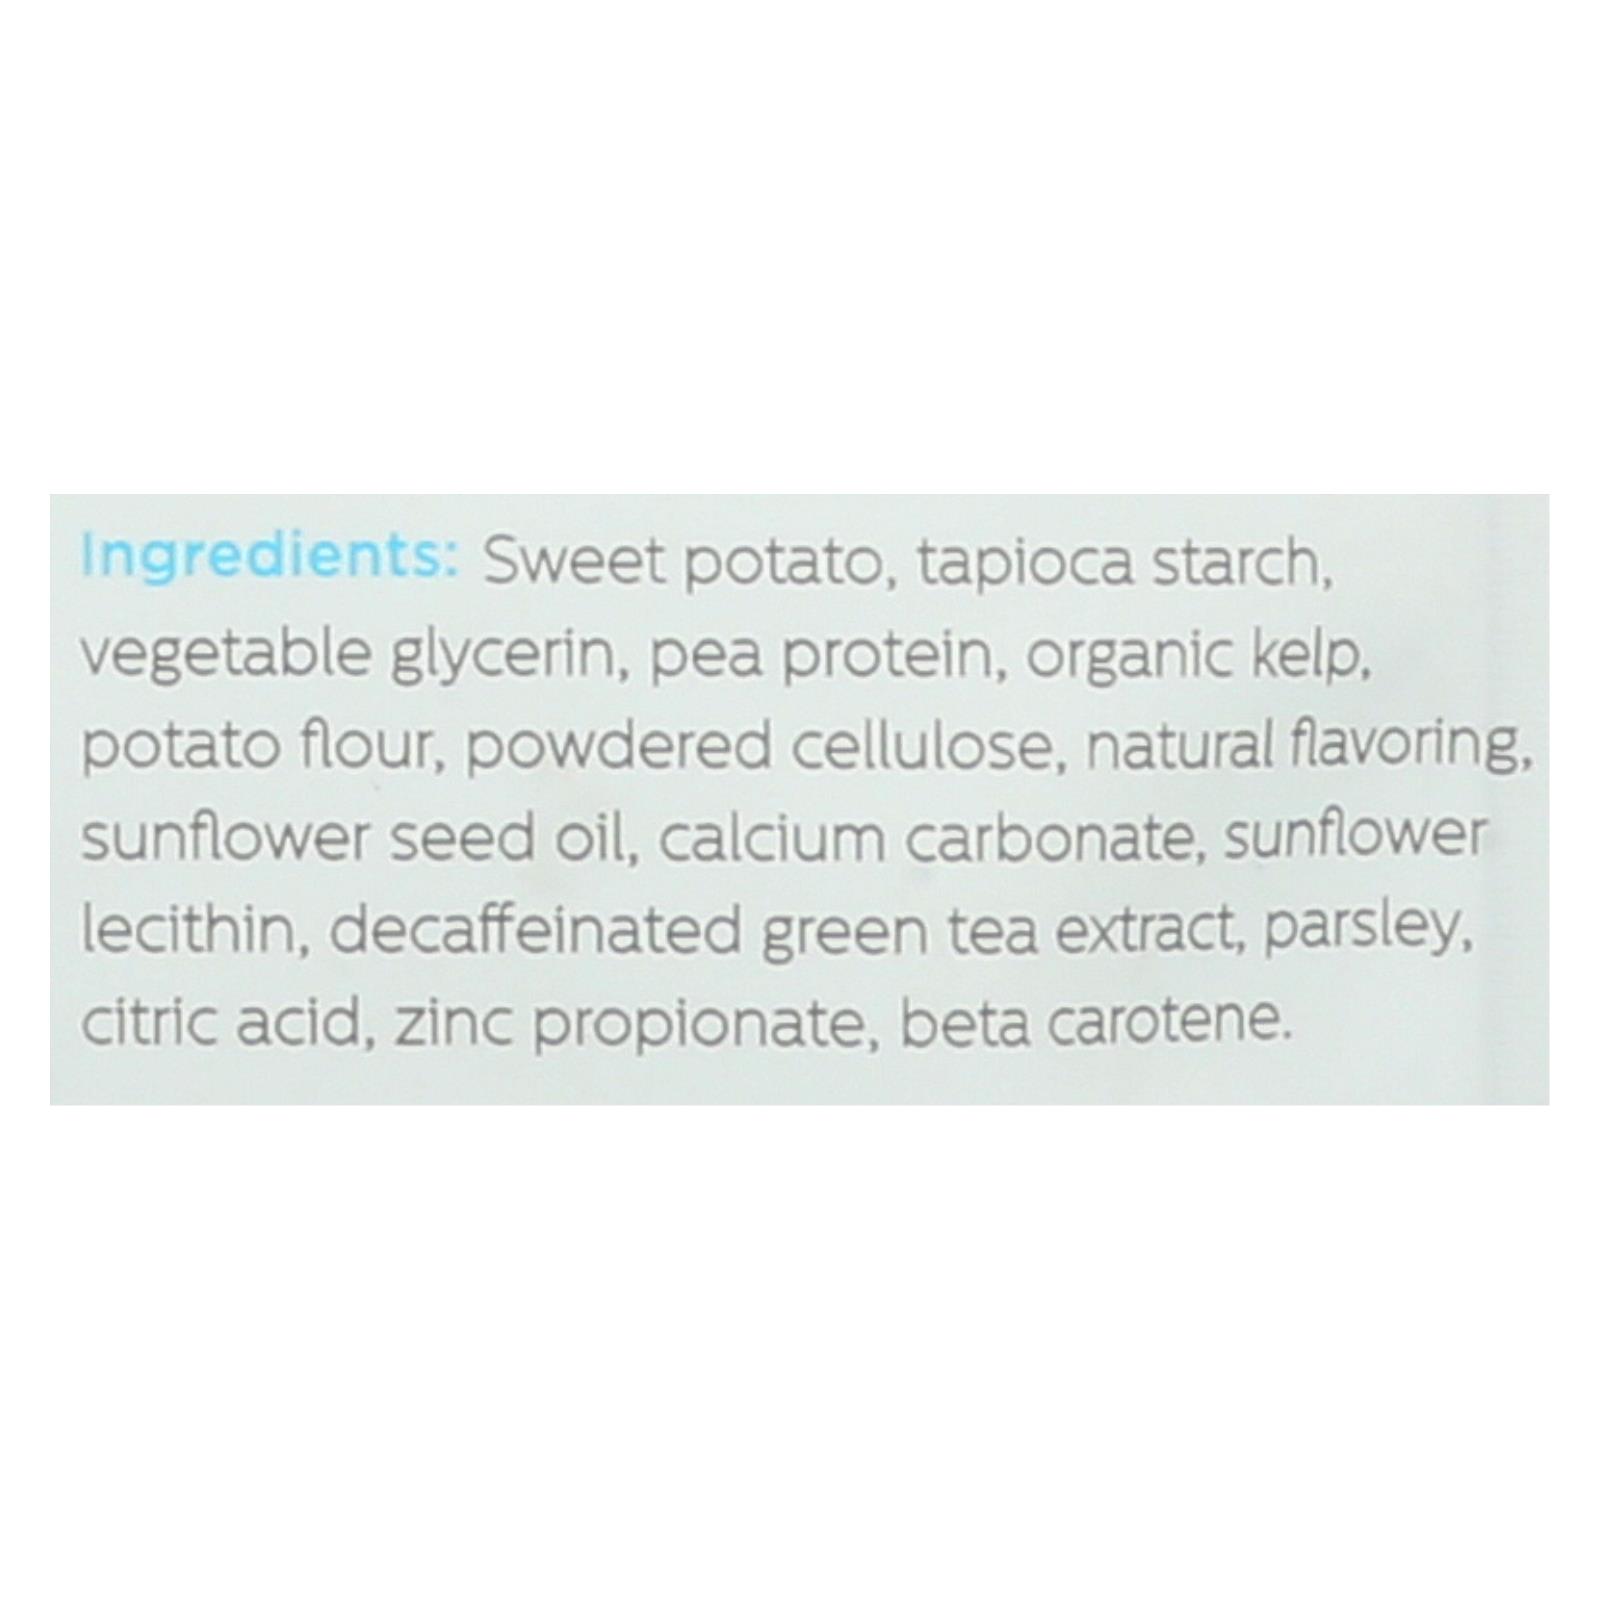 Ingredients: Sweet potato, tapioca starch,
vegetable glycerin, pea protein, organic kelp,
potato flour, powdered cellulose, natural flavoring,
sunflower seed oil, calcium carbonate, sunflower
lecithin, decaffeinated green tea extract, parsley,
citric acid, zinc propionate, beta carotene.